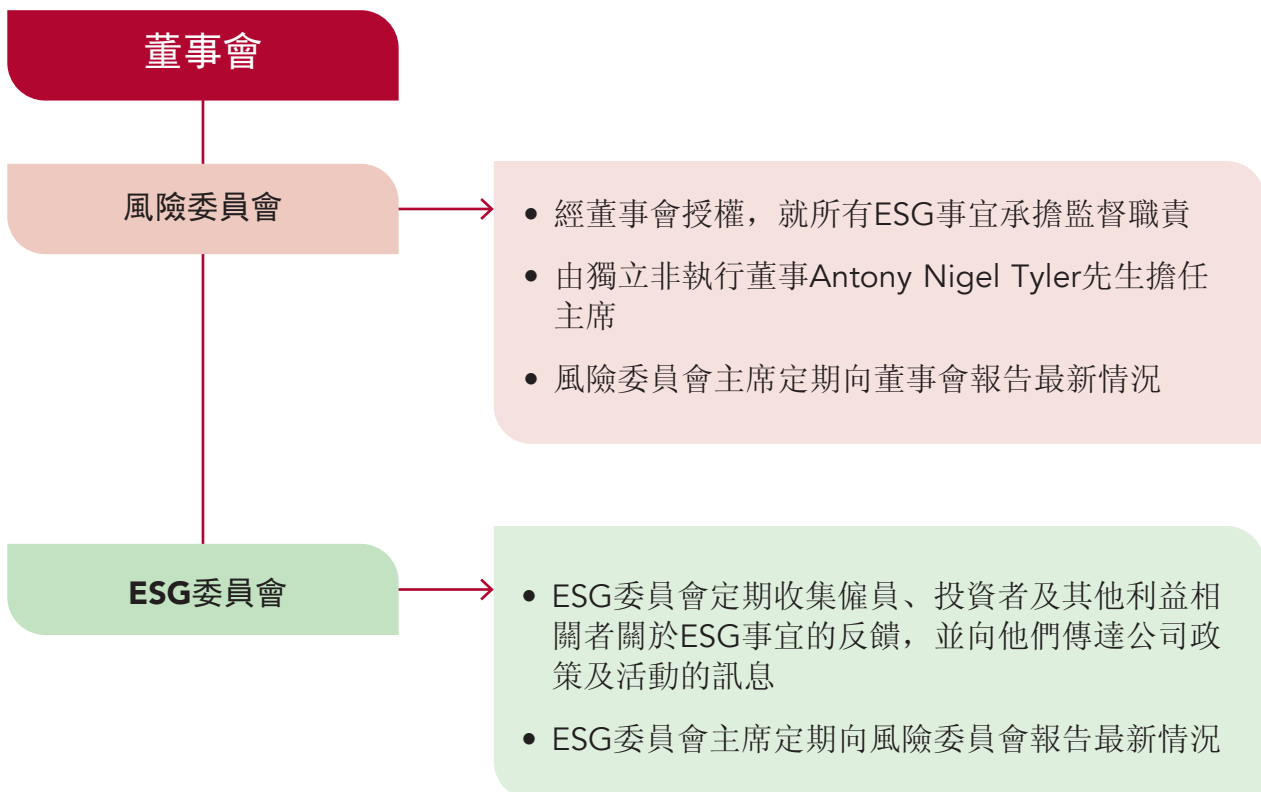 董事會
風險委員會
• 經董事會授權，就所有ESG事宜承擔監督職責
• 由獨立非執行董事Antony Nigel Tyler先生擔任
主席
• 風險委員會主席定期向董事會報告最新情況
ESG委員會
• ESG委員會定期收集僱員、投資者及其他利益相
關者關於ESG事宜的反饋，並向他們傳達公司政
策及活動的訊息
• ESG委員會主席定期向風險委員會報告最新情況